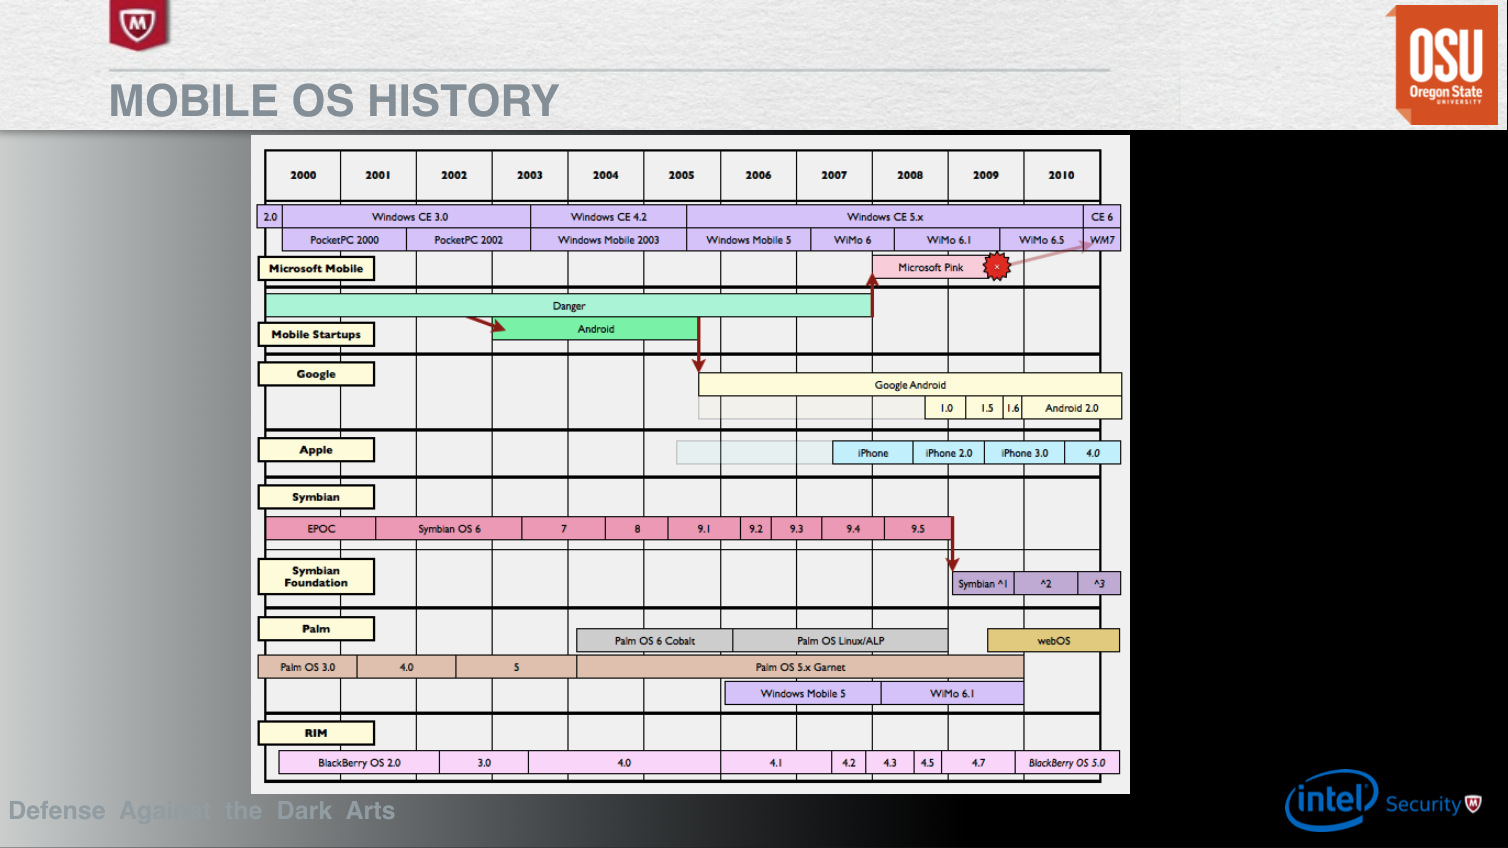 OSU
Oregon State
UNIVERSITY
MOBILE OS HISTORY
2000 2001 2002 2003 2004 2005 2006 2007 2008 2009 2010
2.0 Windows CE 3.0 Windows CE 4.2 Windows CE 5.x CE 6
PocketPC 2000 PocketPC 2002 Windows Mobile 2003 Windows Mobile 5 WiMo 6 WiMo 6.1 WiMo 6.5 WM7
Microsoft Mobile Microsoft Pink x
Danger
Mobile Startups Android
Google Google Android
1.0 1.5 1.6 Android 2.0
Apple iPhone iPhone 2.0 iPhone 3.0 4.0
Symbian
EPOC Symbian OS 6 7 8 9.1 9.2 9.3 9.4 9.5
Symbian
Foundation Symbian ^1 ^2 ^3
Palm Palm OS 6 Cobalt Palm OS Linux/ALP webOS
Palm OS 3.0 4.0 5 Palm OS 5.x Garnet
Windows Mobile 5 WiMo 6.1
RIM
BlackBerry OS 2.0 3.0 4.0 4.1 4.2 4.3 4.5 4.7 BlackBerry OS 5.0
Defense Against the Dark Arts
intel Security